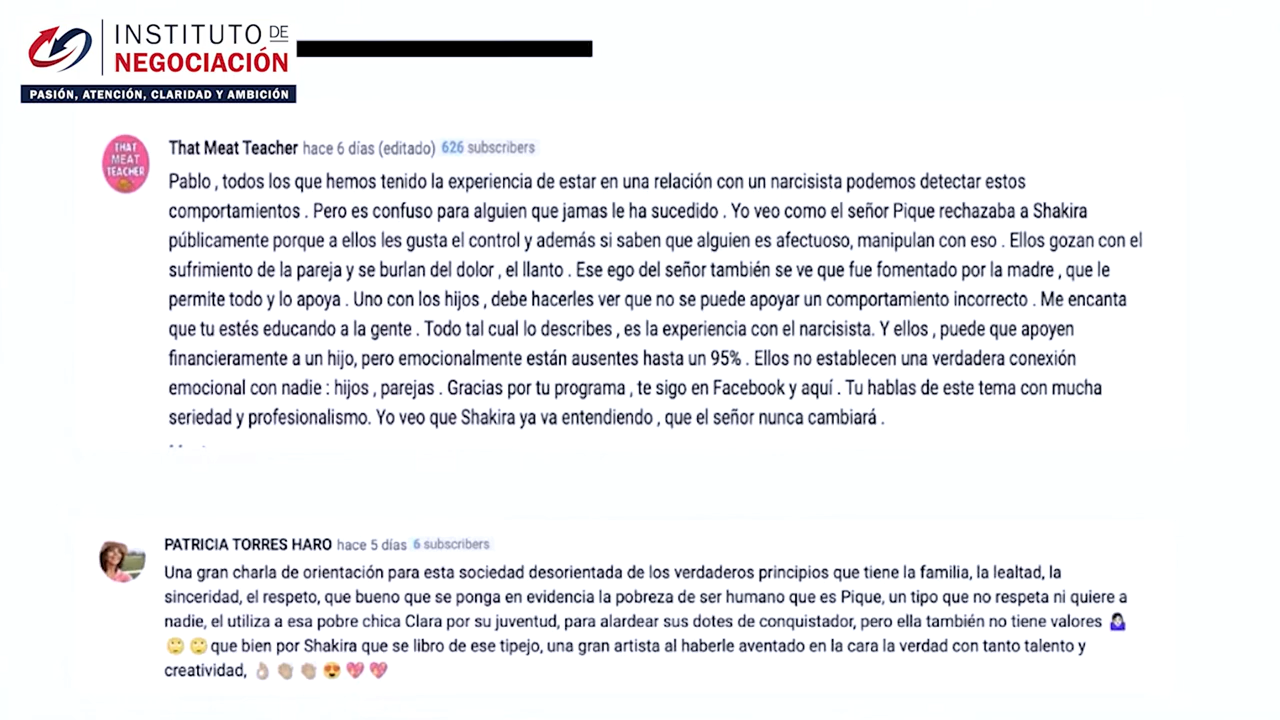 INSTITUTO DE
NEGOCIACIÓN
PASIÓN, ATENCIÓN, CLARIDAD Y AMBICIÓN
THAT
MEAT
TEACHER
That Meat Teacher hace 6 días (editado) 626 subscribers
Pablo , todos los que hemos tenido la experiencia de estar en una relación con un narcisista podemos detectar estos
comportamientos . Pero es confuso para alguien que jamas le ha sucedido . Yo veo como el señor Pique rechazaba a Shakira
públicamente porque a ellos les gusta el control y además si saben que alguien es afectuoso, manipulan con eso . Ellos gozan con el
sufrimiento de la pareja y se burlan del dolor , el llanto . Ese ego del señor también se ve que fue fomentado por la madre , que le
permite todo y lo apoya . Uno con los hijos , debe hacerles ver que no se puede apoyar un comportamiento incorrecto . Me encanta
que tu estés educando a la gente . Todo tal cual lo describes , es la experiencia con el narcisista. Y ellos , puede que apoyen
financieramente a un hijo, pero emocionalmente están ausentes hasta un 95% . Ellos no establecen una verdadera conexión
emocional con nadie : hijos , parejas . Gracias por tu programa , te sigo en Facebook y aquí . Tu hablas de este tema con mucha
seriedad y profesionalismo. Yo veo que Shakira ya va entendiendo , que el señor nunca cambiará .
PATRICIA TORRES HARO hace 5 días 6 subscribers
Una gran charla de orientación para esta sociedad desorientada de los verdaderos principios que tiene la familia, la lealtad, la
sinceridad, el respeto, que bueno que se ponga en evidencia la pobreza de ser humano que es Pique, un tipo que no respeta ni quiere a
nadie, el utiliza a esa pobre chica Clara por su juventud, para alardear sus dotes de conquistador, pero ella también no tiene valores 🤷‍♀️
🙄 🙄 que bien por Shakira que se libro de ese tipejo, una gran artista al haberle aventado en la cara la verdad con tanto talento y
creatividad, 👌🏼 👏🏼 👏🏼 😍 💖 💖